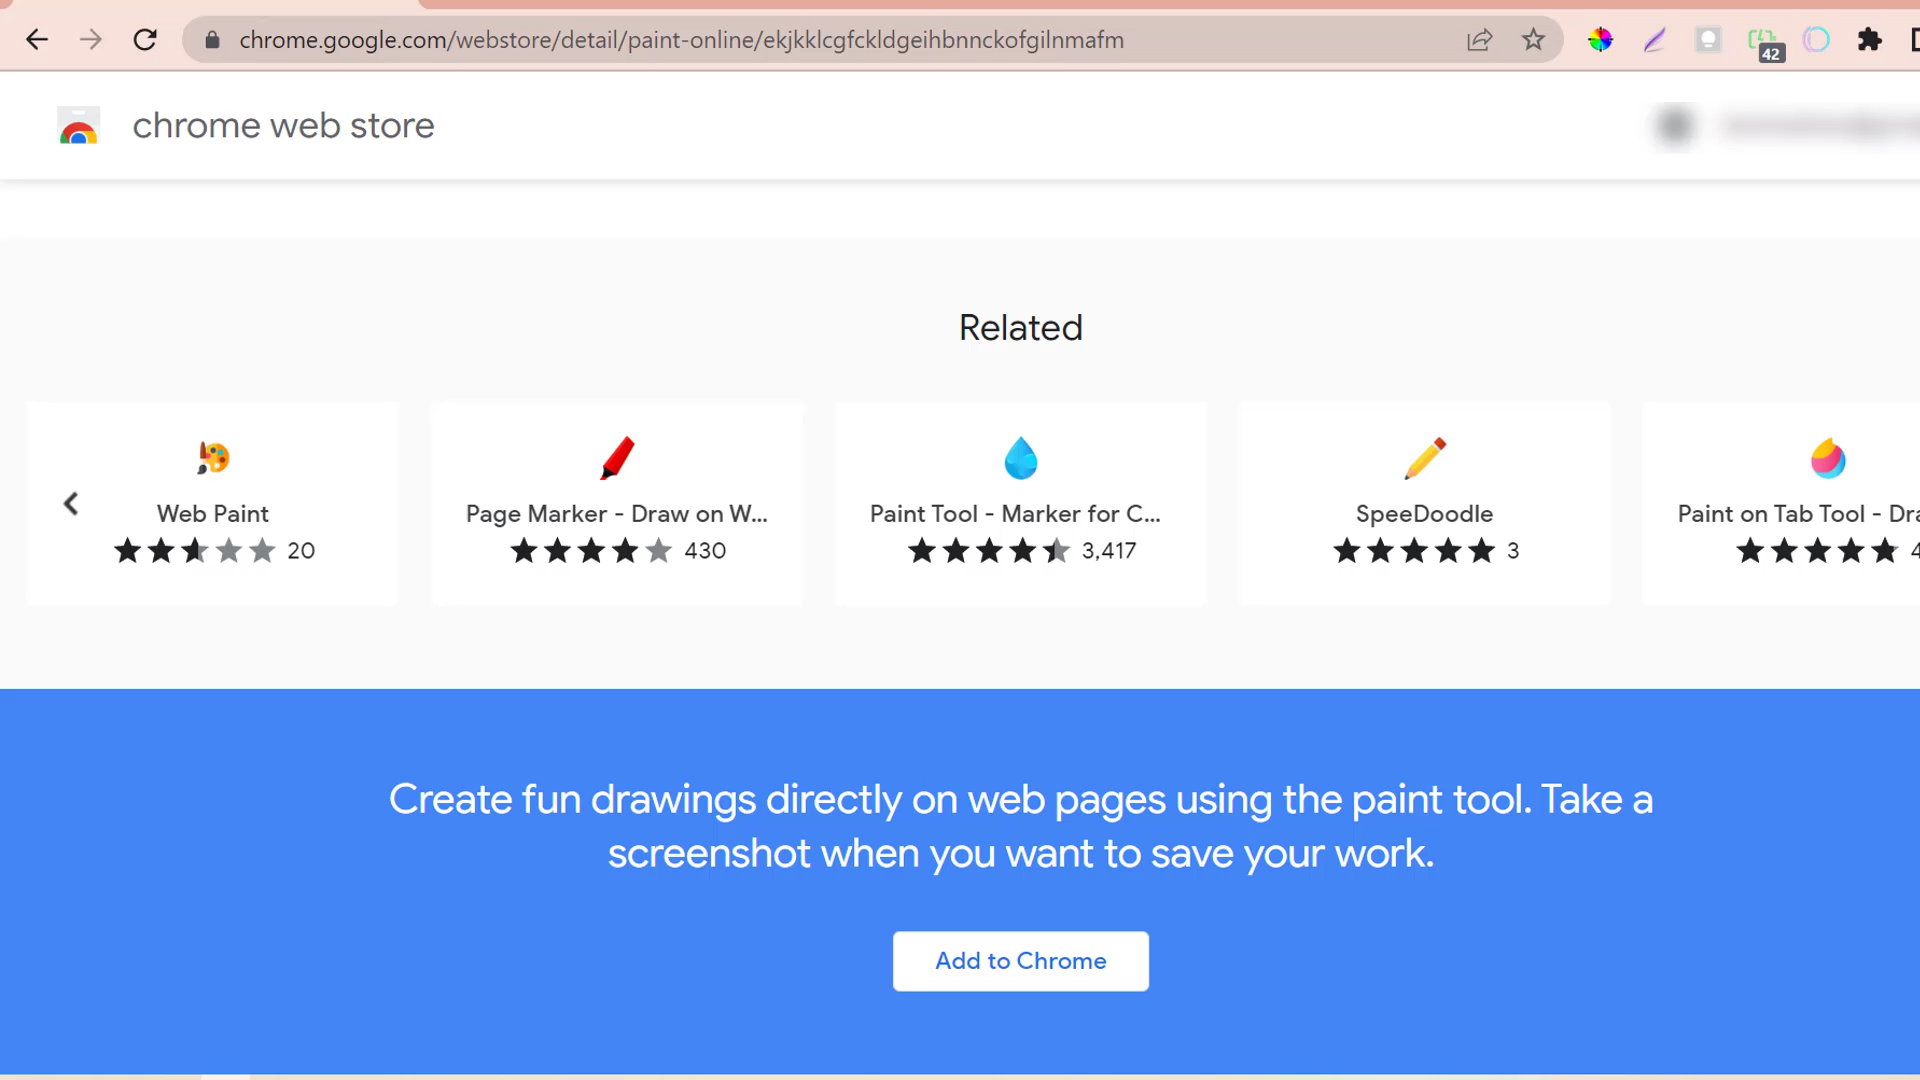 chrome.google.com/webstore/detail/paint-online/ekjkklcgfckldgeihbnnckofgilnmafm
42
chrome web store
Related
Web Paint
20
Page Marker - Draw on W...
430
Paint Tool - Marker for C...
3,417
SpeeDoodle
3
Paint on Tab Tool - Dra
4
Create fun drawings directly on web pages using the paint tool. Take a
screenshot when you want to save your work.
Add to Chrome